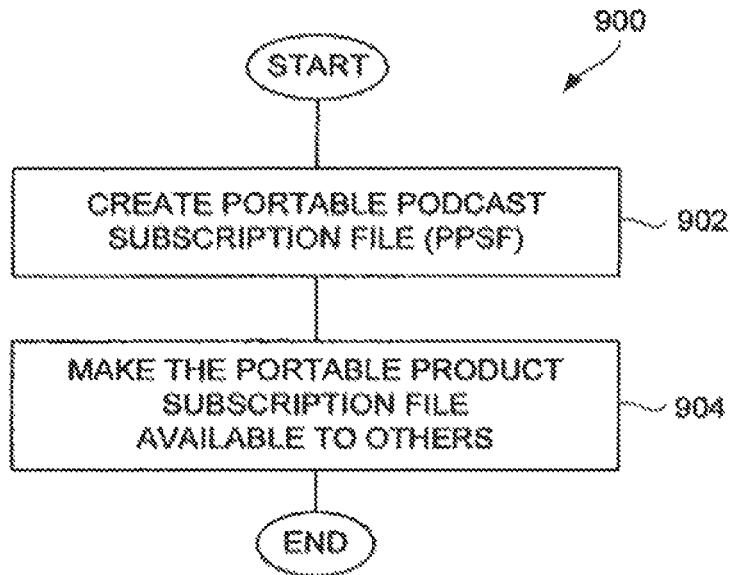 900
START
CREATE PORTABLE PODCAST
SUBSCRIPTION FILE (PPSF)
902
MAKE THE PORTABLE PRODUCT
SUBSCRIPTION FILE
AVAILABLE TO OTHERS
904
END